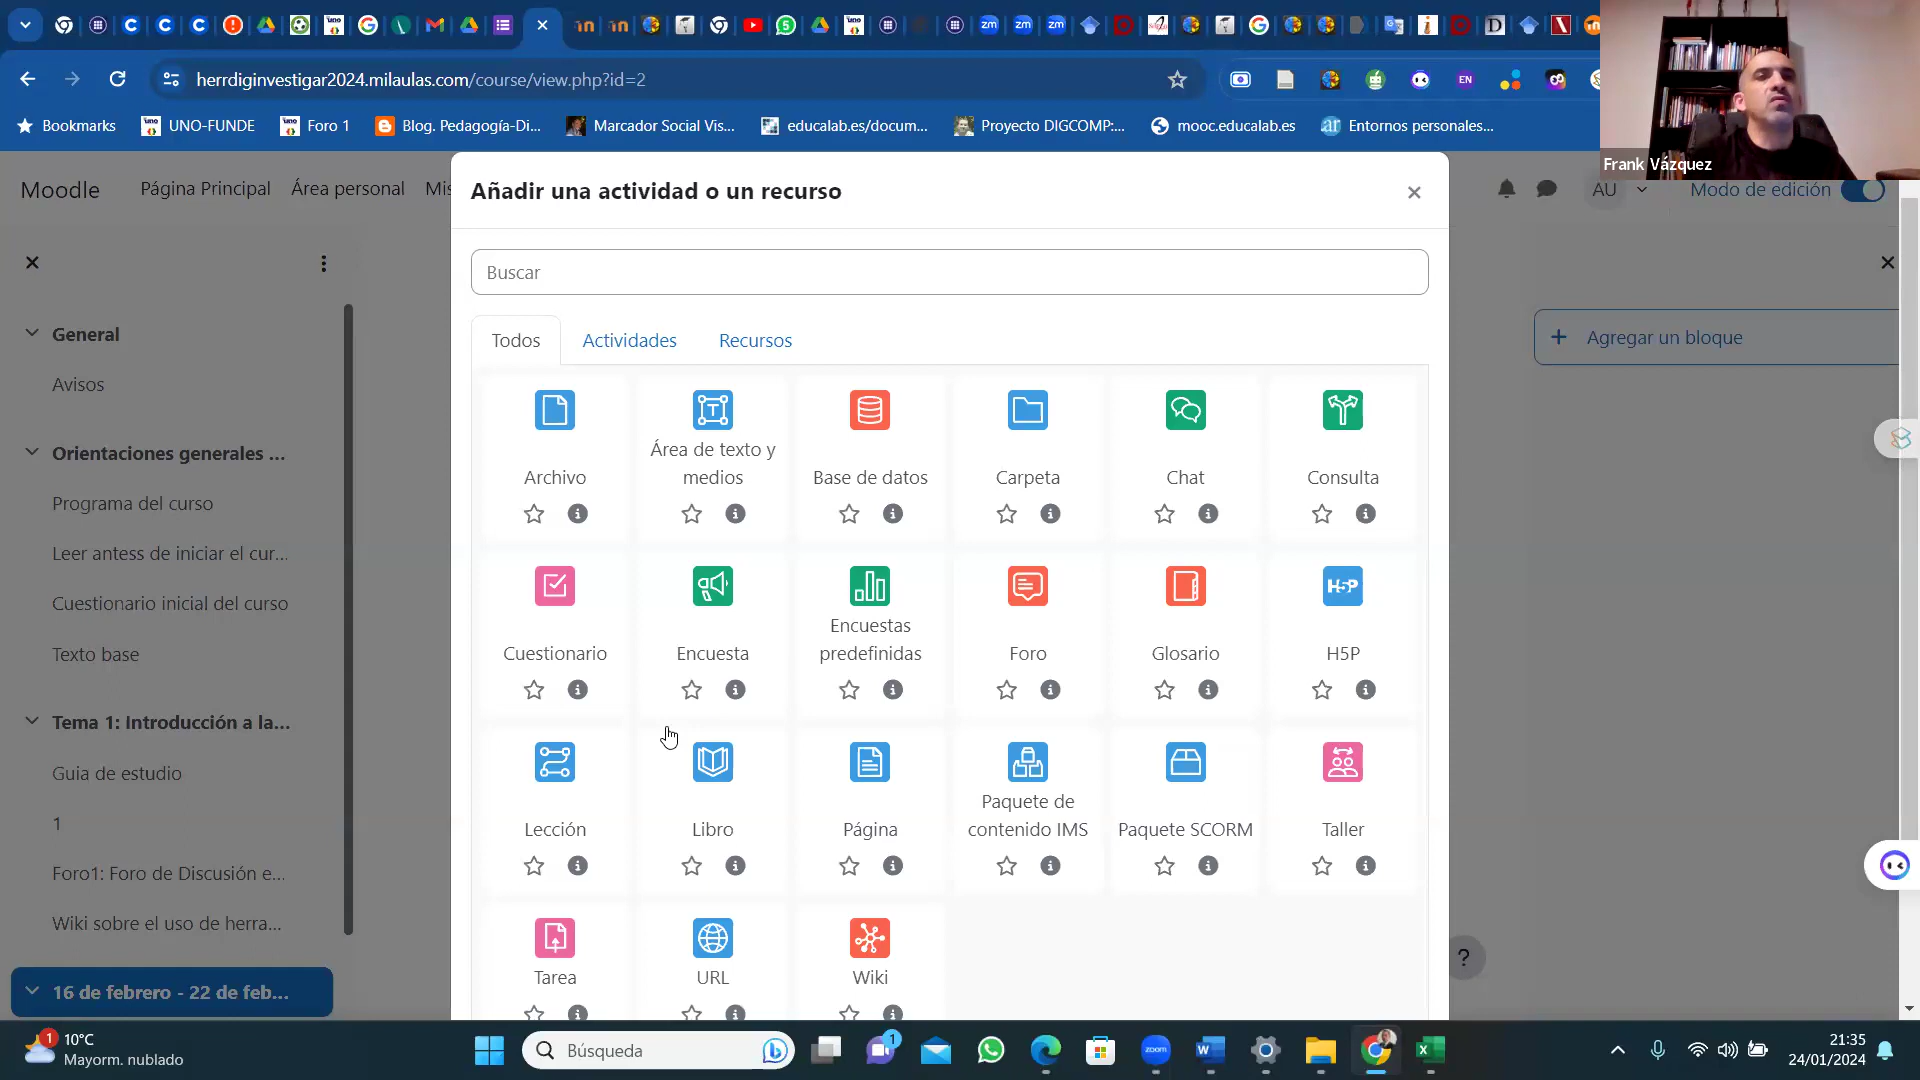 herrdiginvestigar2024.milaulas.com/course/view.php?id=2
Bookmarks
UNO-FUNDE
Foro 1
Blog. Pedagogía-Di...
Marcador Social Vis...
educalab.es/docum...
Proyecto DIGCOMP:...
mooc.educalab.es
Entornos personales...
Frank Vázquez
Moodle
Página Principal
Área personal
Mis
AU
Modo de edición
Añadir una actividad o un recurso
Buscar
Todos
Actividades
Recursos
General
Avisos
Orientaciones generales ...
Programa del curso
Leer antess de iniciar el cur...
Cuestionario inicial del curso
Texto base
Tema 1: Introducción a la...
Guia de estudio
1
Foro1: Foro de Discusión e...
Wiki sobre el uso de herra...
16 de febrero - 22 de feb...
Agregar un bloque
Archivo
Área de texto y
medios
Base de datos
Carpeta
Chat
Consulta
Cuestionario
Encuesta
Encuestas
predefinidas
Foro
Glosario
H5P
H5P
Lección
Libro
Página
Paquete de
contenido IMS
Paquete SCORM
Taller
Tarea
URL
Wiki
?
1
10°C
Mayorm. nublado
Búsqueda
1
zoom
21:35
24/01/2024